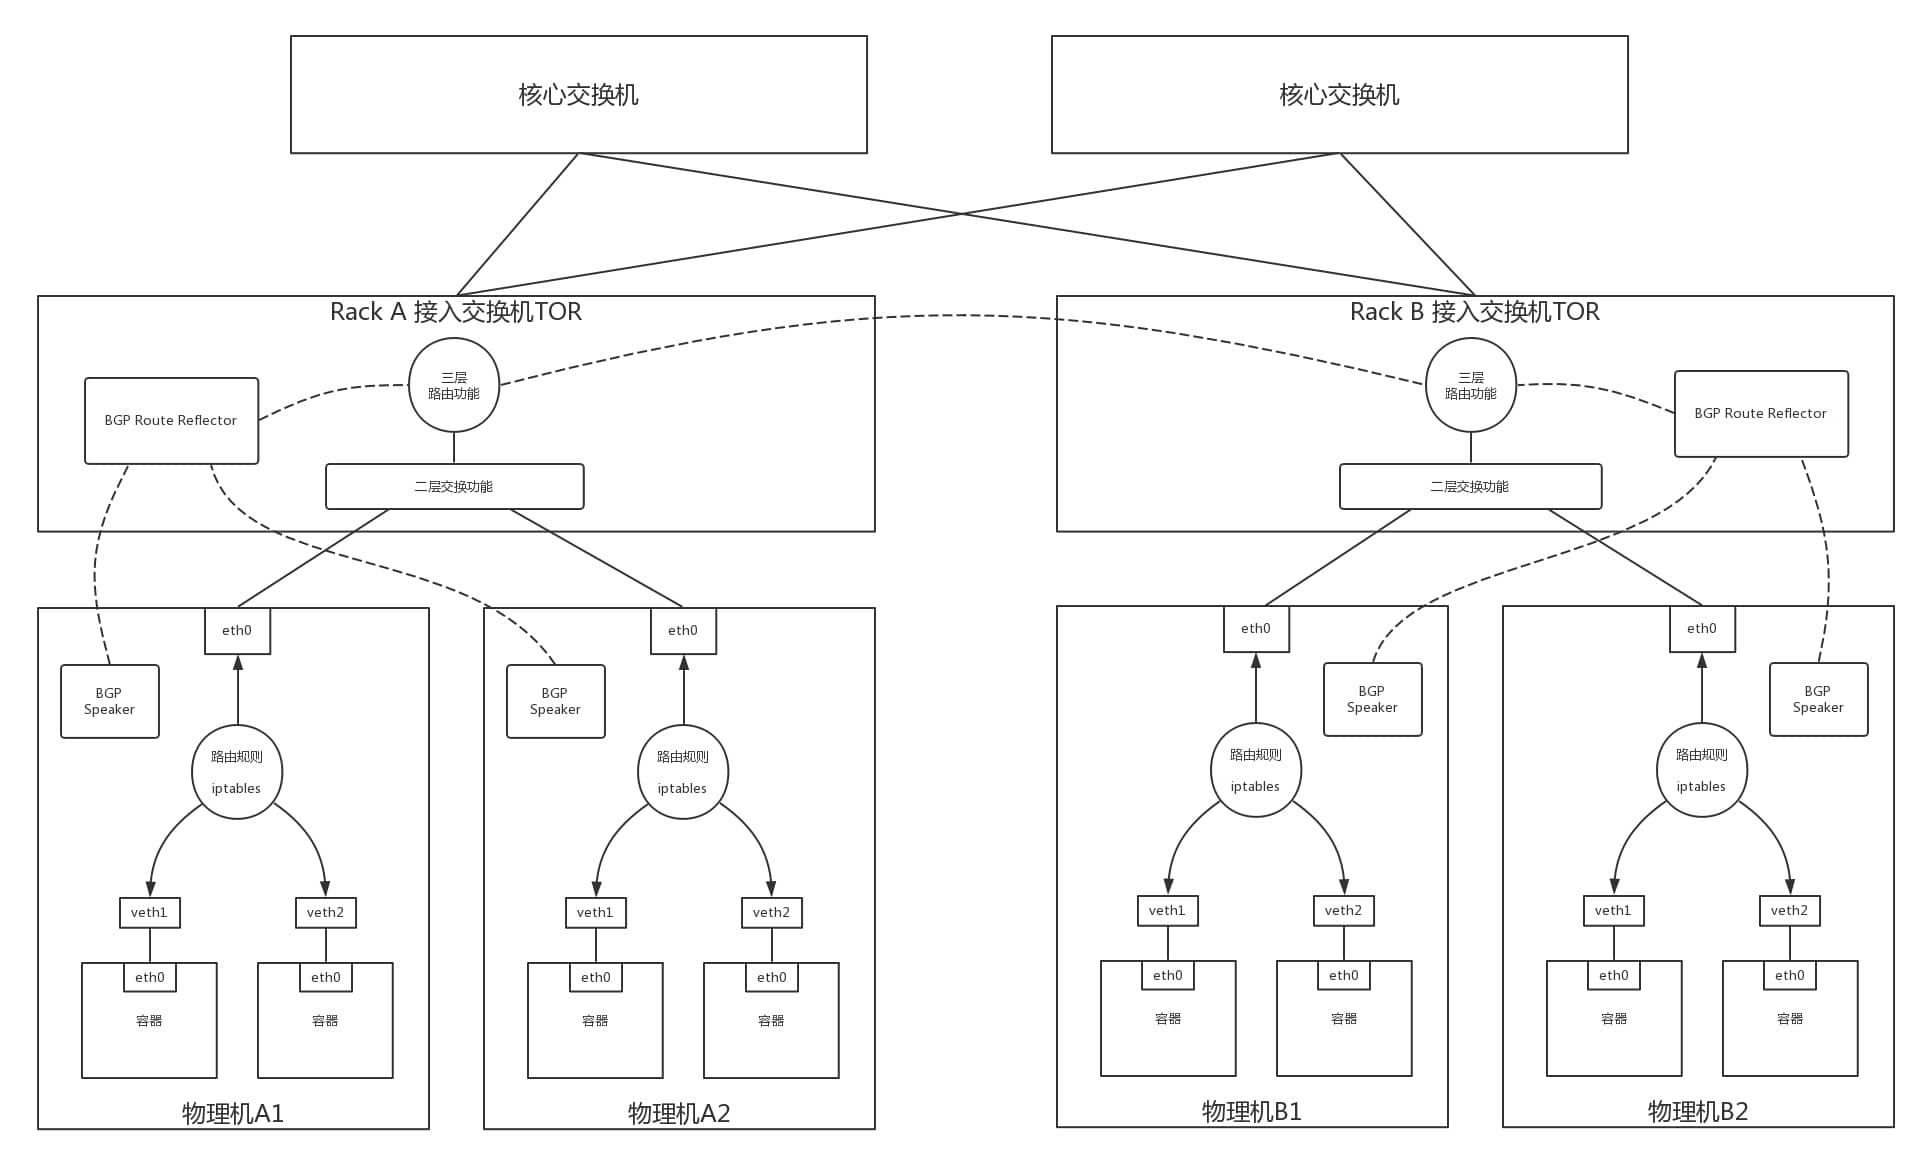 核心交换机
核心交换机
Rack A 接入交换机TOR
三层
路由功能
BGP Route Reflector
二层交换功能
Rack B 接入交换机TOR
三层
路由功能
BGP Route Reflector
二层交换功能
eth0
BGP
Speaker
路由规则
iptables
veth1
veth2
eth0
eth0
容器
容器
物理机A1
eth0
BGP
Speaker
路由规则
iptables
veth1
veth2
eth0
eth0
容器
容器
物理机A2
eth0
BGP
Speaker
路由规则
iptables
veth1
veth2
eth0
eth0
容器
容器
物理机B1
eth0
BGP
Speaker
路由规则
iptables
veth1
veth2
eth0
eth0
容器
容器
物理机B2